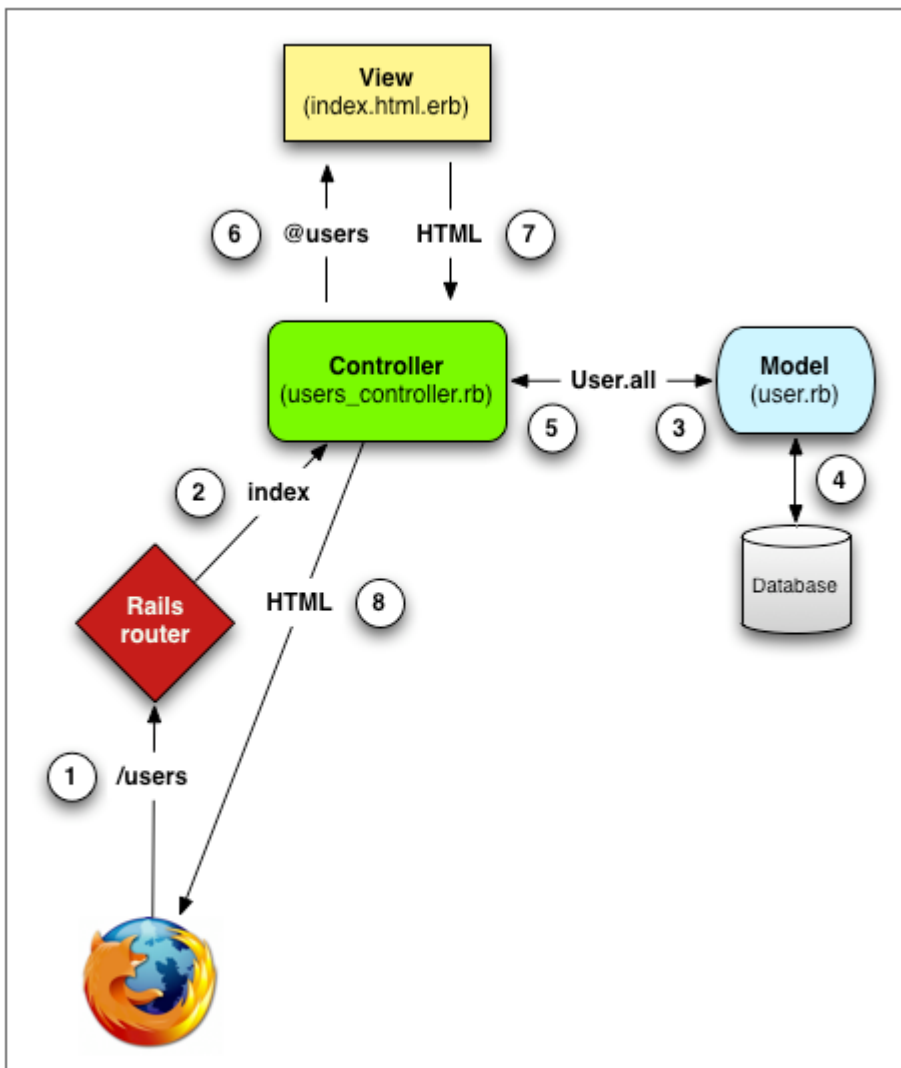 View
(index.html.erb)
6
@users
HTML
7
Controller
(users_controller.rb)
User.all
Model
(user.rb)
5
3
2
index
4
Database
Rails
router
HTML
8
1
/users